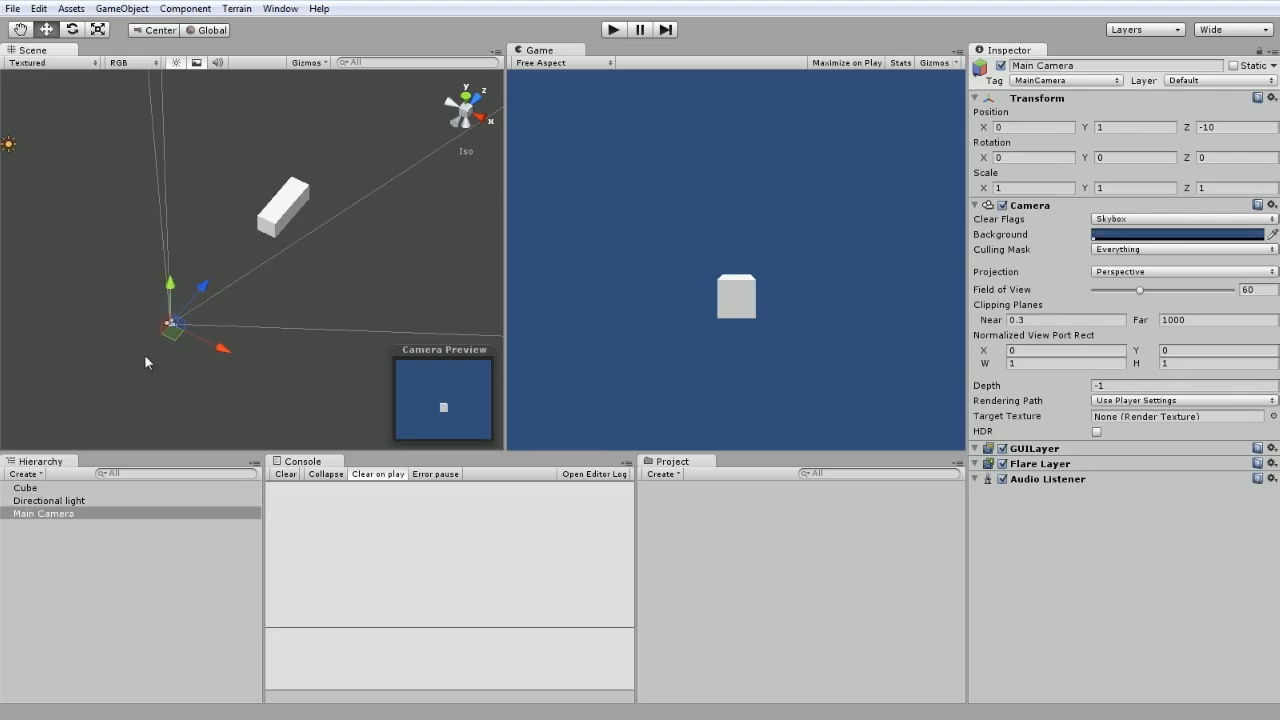 File Edit Assets GameObject Component Terrain Window Help
Center Global Layers Wide
Scene Game Inspector
Textured RGB Gizmos All Free Aspect Maximize on Play Stats Gizmos Main Camera Static
Tag MainCamera Layer Default
y z x
Iso
Transform
Position
X 0 Y 1 Z -10
Rotation
X 0 Y 0 Z 0
Scale
X 1 Y 1 Z 1
Camera
Clear Flags Skybox
Background
Culling Mask Everything
Projection Perspective
Field of View 60
Clipping Planes
Near 0.3 Far 1000
Normalized View Port Rect
Camera Preview
X 0 Y 0
W 1 H 1
Depth -1
Rendering Path Use Player Settings
Target Texture None (Render Texture)
HDR
GUILayer
Flare Layer
Audio Listener
Hierarchy Console Project
Create All Clear Collapse Clear on play Error pause Open Editor Log Create All
Cube
Directional light
Main Camera